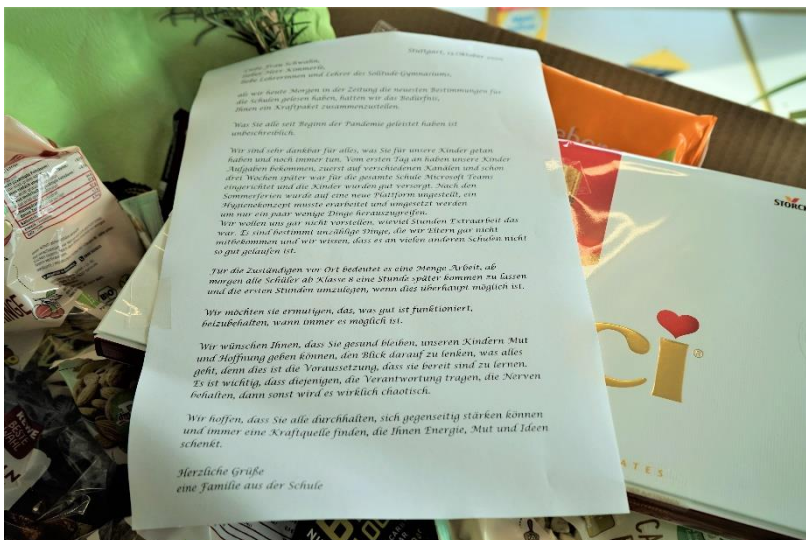 Stuttgart, 13.Oktober
Liebe Frau Schwalm,
lieber Herr Kümmerle,
liebe Lehrerinnen und Lehrer des Solitude-Gymnasiums,
als wir heute Morgen in der Zeitung die neuesten Bestimmungen für
die Schulen gelesen haben, hatten wir das Bedürfnis,
Ihnen ein Kraftpaket zusammenzustellen.
Was Sie alle seit Beginn der Pandemie geleistet haben ist
unbeschreiblich.
Wir sind sehr dankbar für alles, was Sie für unsere Kinder getan
haben und noch immer tun. Vom ersten Tag an haben unsere Kinder
Aufgaben bekommen, zuerst auf verschiedenen Kanälen und schon
drei Wochen später war für die gesamte Schule Microsoft Teams
eingerichtet und die Kinder wurden gut versorgt. Nach den
Sommerferien wurde auf eine neue Plattform umgestellt, ein
Hygienekonzept musste erarbeitet und umgesetzt werden
um nur ein paar wenige Dinge herauszugreifen.
Wir wollen uns gar nicht vorstellen, wieviel Stunden Extraarbeit das
war. Es sind bestimmt unzählige Dinge, die wir Eltern gar nicht
mitbekommen und wir wissen, dass es an vielen anderen Schulen nicht
so gut gelaufen ist.
Für die Zuständigen vor Ort bedeutet es eine Menge Arbeit, ab
morgen alle Schüler ab Klasse 8 eine Stunde später kommen zu lassen
und die ersten Stunden umzulegen, wenn dies überhaupt möglich ist.
Wir möchten sie ermutigen, das, was gut ist funktioniert,
beizubehalten, wann immer es möglich ist.
Wir wünschen Ihnen, dass Sie gesund bleiben, unseren Kindern Mut
und Hoffnung geben können, den Blick darauf zu lenken, was alles
geht, denn dies ist die Voraussetzung, dass sie bereit sind zu lernen.
Es ist wichtig, dass diejenigen, die Verantwortung tragen, die Nerven
behalten, dann sonst wird es wirklich chaotisch.
Wir hoffen, dass Sie alle durchhalten, sich gegenseitig stärken können
und immer eine Kraftquelle finden, die Ihnen Energie, Mut und Ideen
schenkt.
Herzliche Grüße
eine Familie aus der Schule
STORCK
ci
REWE
BESTE
WAHL